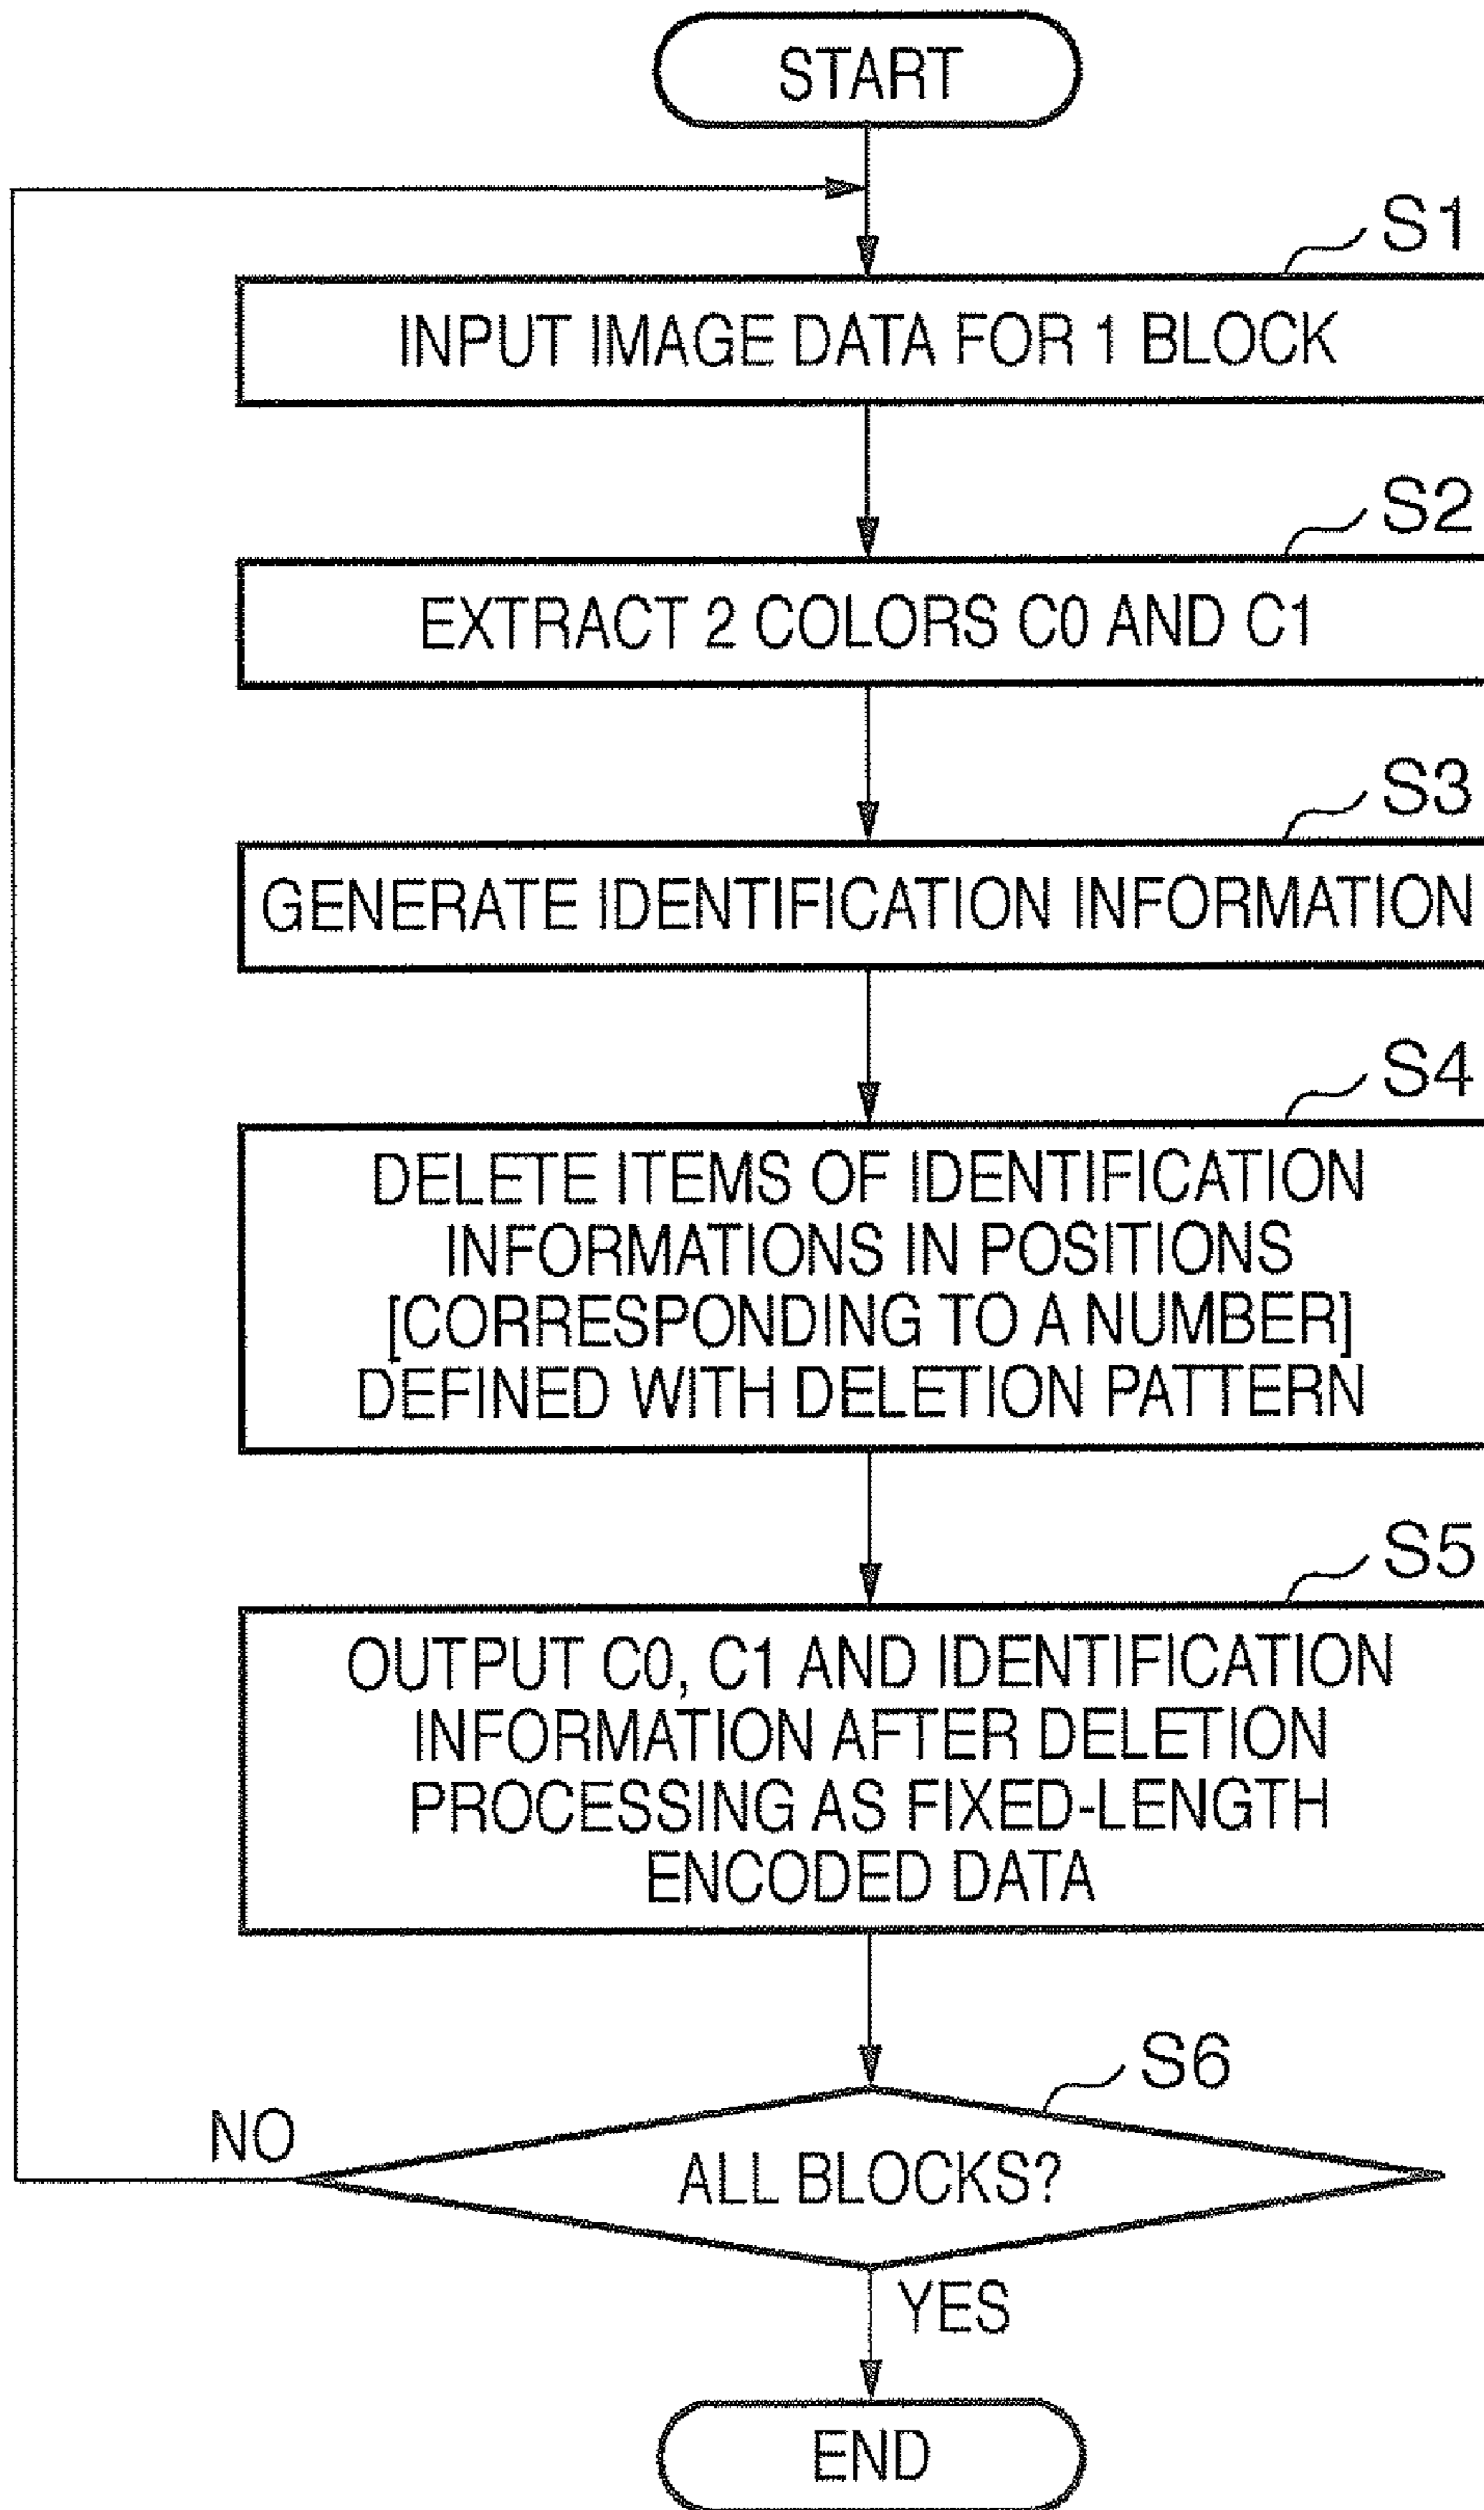 START
S1
INPUT IMAGE DATA FOR 1 BLOCK
S2
EXTRACT 2 COLORS C0 AND C1
S3
GENERATE IDENTIFICATION INFORMATION
S4
DELETE ITEMS OF IDENTIFICATION
INFORMATIONS IN POSITIONS
[CORRESPONDING TO A NUMBER]
DEFINED WITH DELETION PATTERN
S5
OUTPUT C0, C1 AND IDENTIFICATION
INFORMATION AFTER DELETION
PROCESSING AS FIXED-LENGTH
ENCODED DATA
S6
NO
ALL BLOCKS?
YES
END